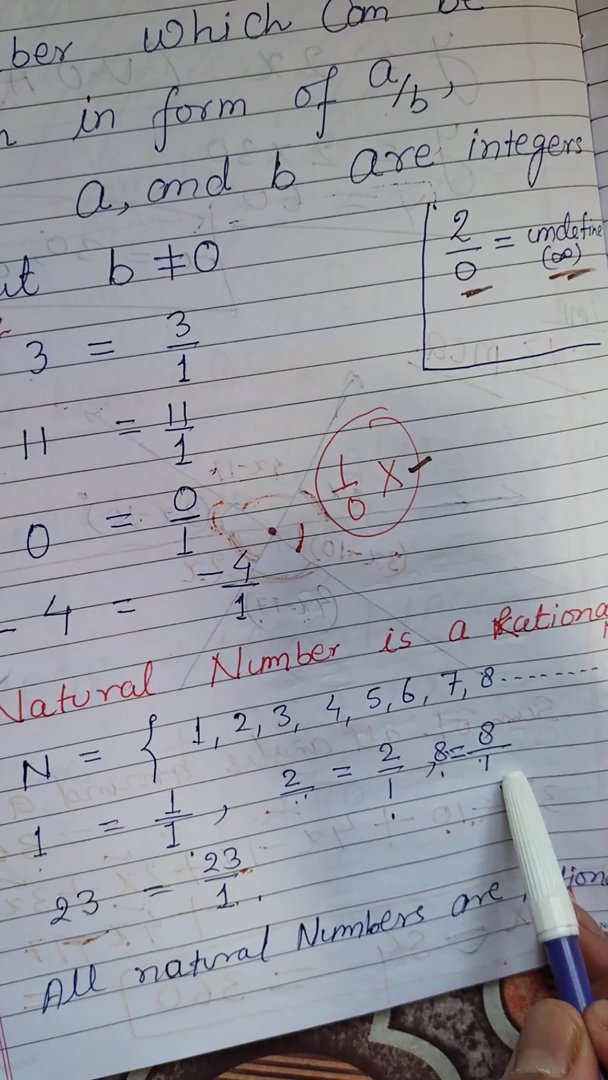 ber which Can be
in form of a/b,
a, and b are integers
b ≠ 0
2/0 = undefine
(∞)
3 = 3/1
11 = 11/1
1/0 ×
0 = 0/1
- 4 = -4/1
Natural Number is a Rationa
N = { 1, 2, 3, 4, 5, 6, 7, 8 ........
1 = 1/1 , 2 = 2/1 , 8 = 8/1
23 = 23/1 .
All natural Numbers are